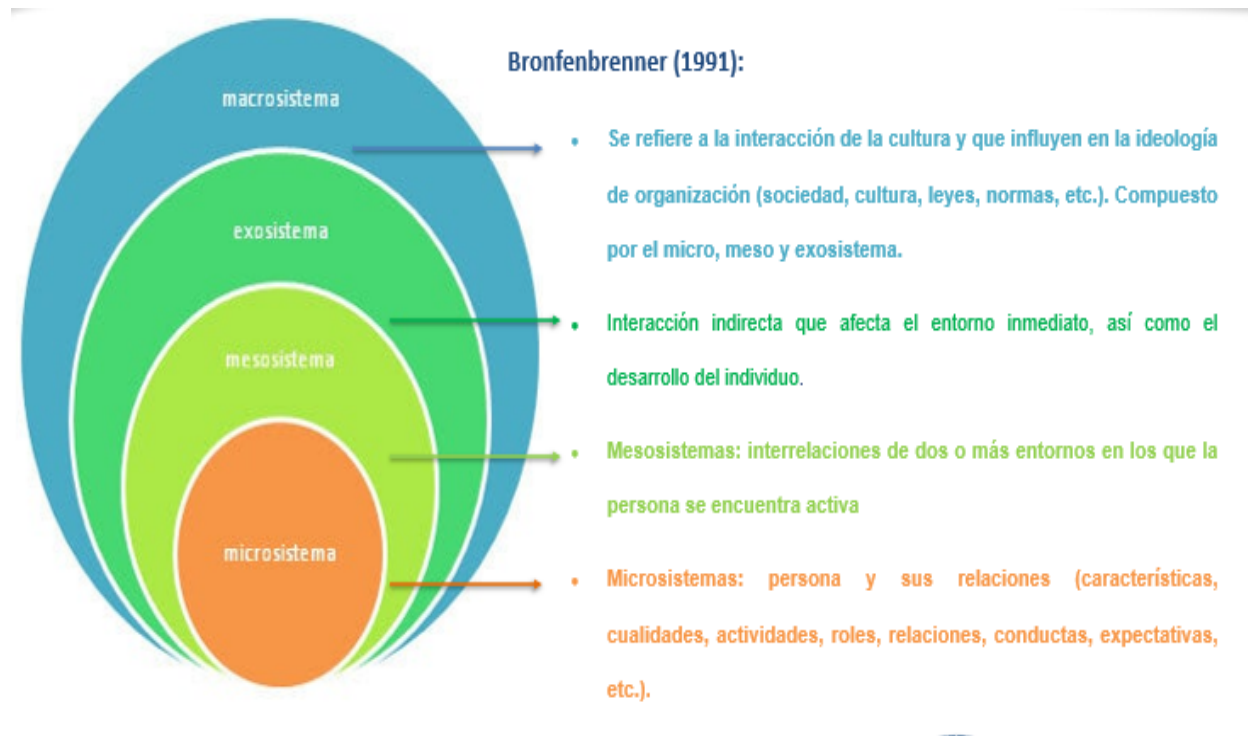 Bronfenbrenner (1991):
macrosistema
• Se refiere a la interacción de la cultura y que influyen en la ideología
de organización (sociedad, cultura, leyes, normas, etc.). Compuesto
por el micro, meso y exosistema.
exosistema
• Interacción indirecta que afecta el entorno inmediato, así como el
desarrollo del individuo.
mesosistema
• Mesosistemas: interrelaciones de dos o más entornos en los que la
persona se encuentra activa
microsistema
• Microsistemas: persona y sus relaciones (características,
cualidades, actividades, roles, relaciones, conductas, expectativas,
etc.).